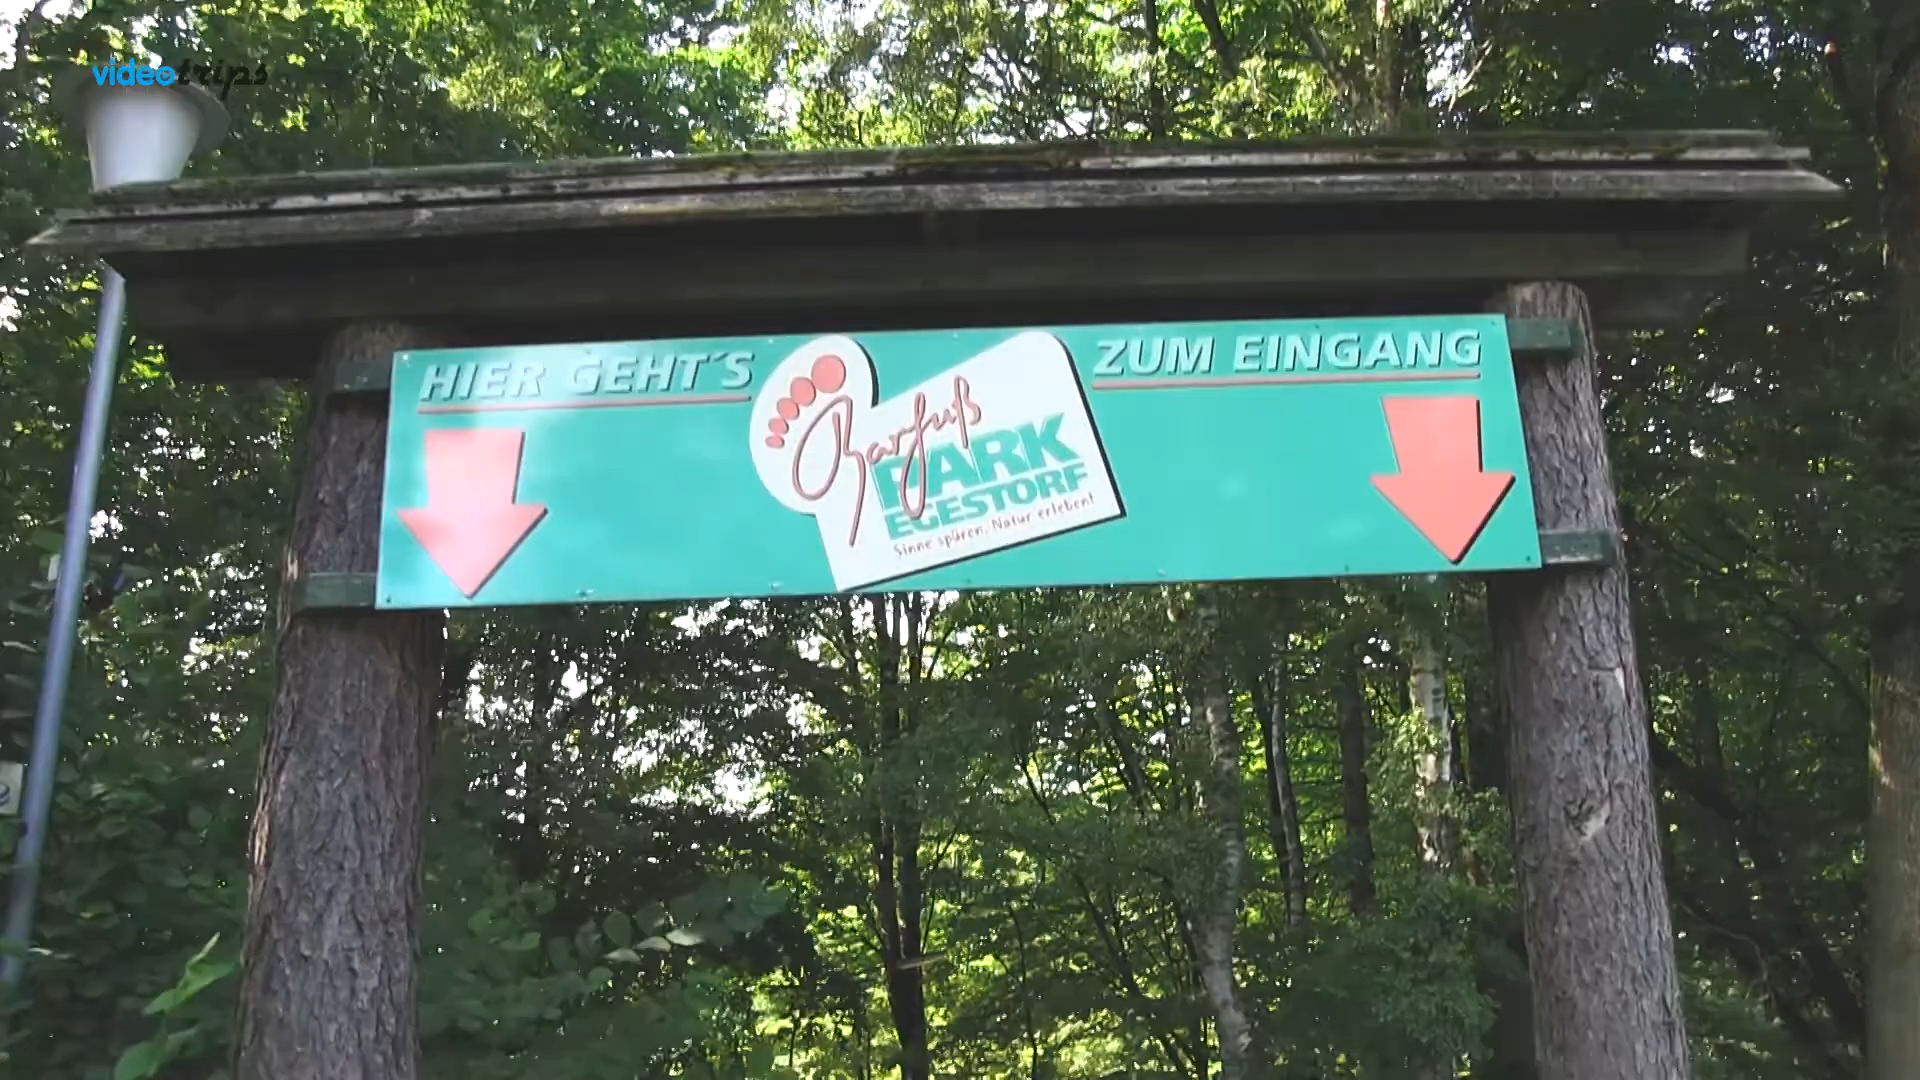 videotrips
HIER GEHT´S
ZUM EINGANG
Barfuß
PARK
EGESTORF
Sinne spüren, Natur erleben!